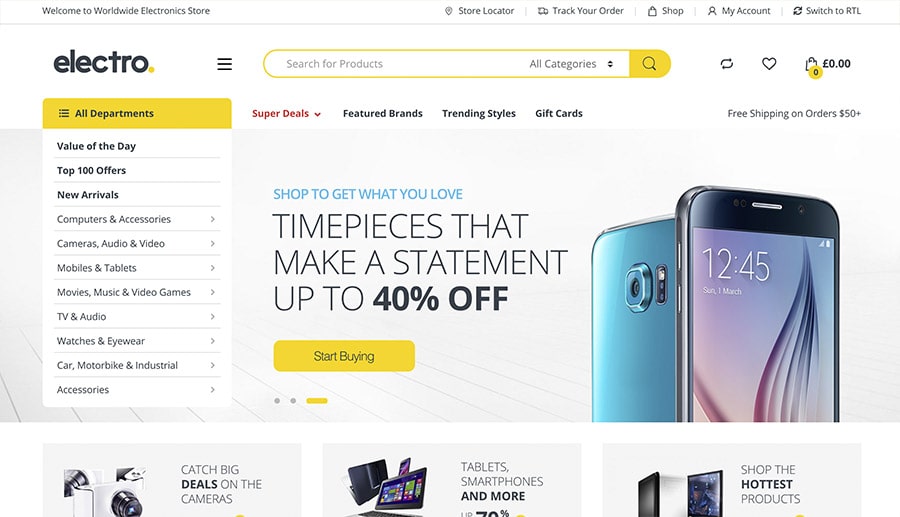 Welcome to Worldwide Electronics Store
Store Locator
Track Your Order
Shop
My Account
Switch to RTL
electro.
Search for Products
All Categories
0
£0.00
All Departments
Super Deals
Featured Brands
Trending Styles
Gift Cards
Free Shipping on Orders $50+
Value of the Day
Top 100 Offers
New Arrivals
Computers & Accessories
Cameras, Audio & Video
Mobiles & Tablets
Movies, Music & Video Games
TV & Audio
Watches & Eyewear
Car, Motorbike & Industrial
Accessories
SHOP TO GET WHAT YOU LOVE
TIMEPIECES THAT
MAKE A STATEMENT
UP TO 40% OFF
Start Buying
12:45
Sun, 1 March
CATCH BIG
DEALS ON THE
CAMERAS
TABLETS,
SMARTPHONES
AND MORE
UP 70%
SHOP THE
HOTTEST
PRODUCTS